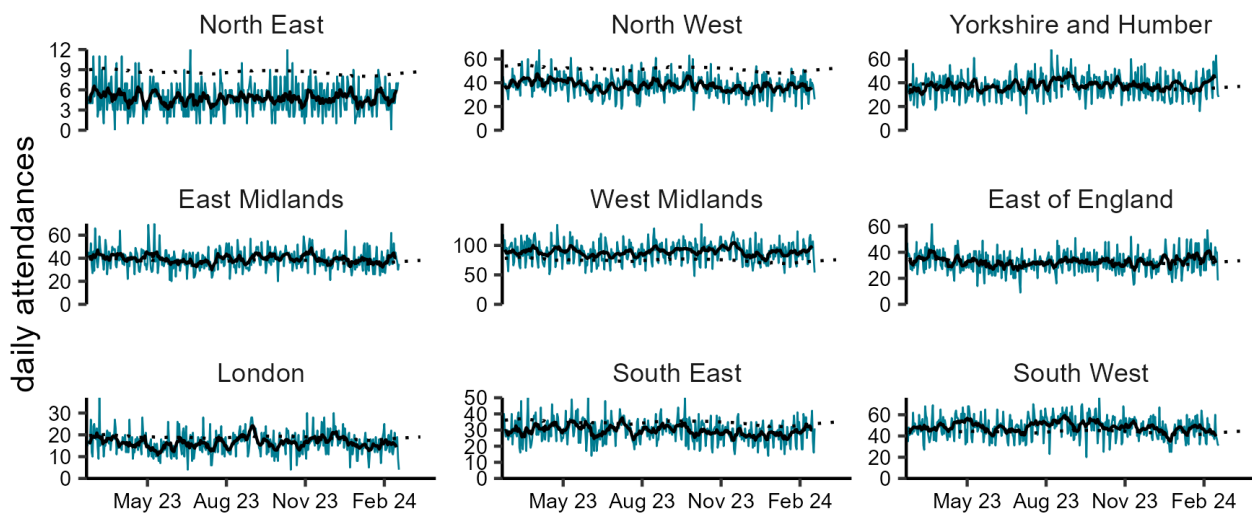 daily attendances
North East
12
9
6
3
0
North West
60
40
20
0
Yorkshire and Humber
60
40
20
0
East Midlands
60
40
20
0
West Midlands
100
50
0
East of England
60
40
20
0
London
30
20
10
0
May 23 Aug 23 Nov 23 Feb 24
South East
50
40
30
20
10
0
May 23 Aug 23 Nov 23 Feb 24
South West
60
40
20
0
May 23 Aug 23 Nov 23 Feb 24